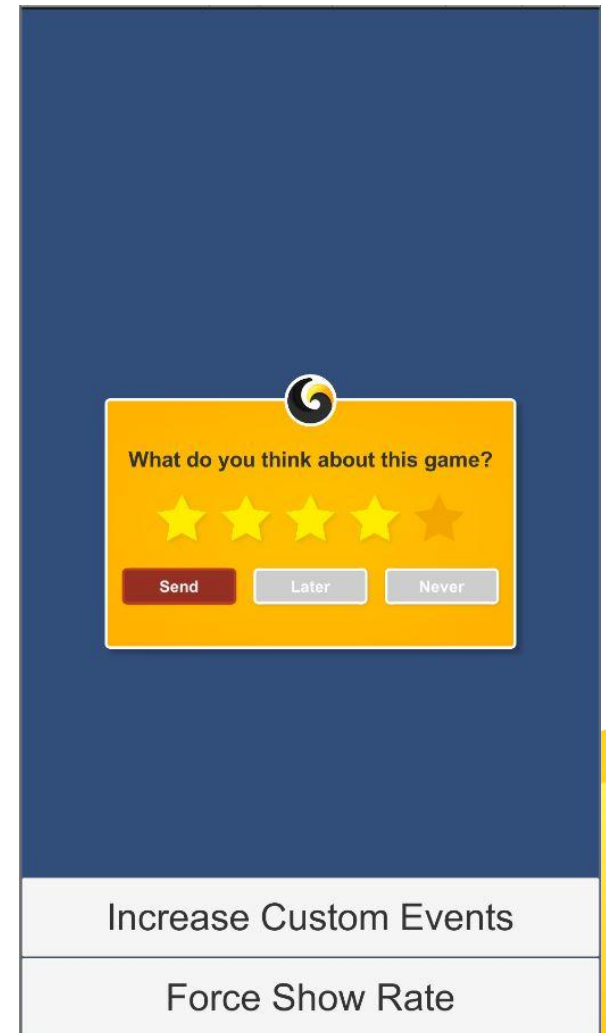 What do you think about this game?
Send Later Never
Increase Custom Events
Force Show Rate